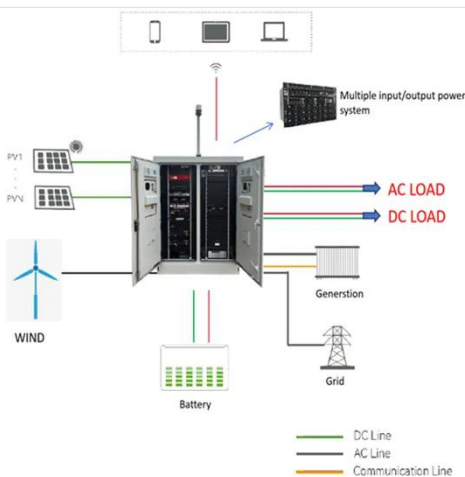 Multiple input/output power
system
PV1
PVN
AC LOAD
DC LOAD
WIND
Generstion
Grid
Battery
DC Line
AC Line
Communication Line